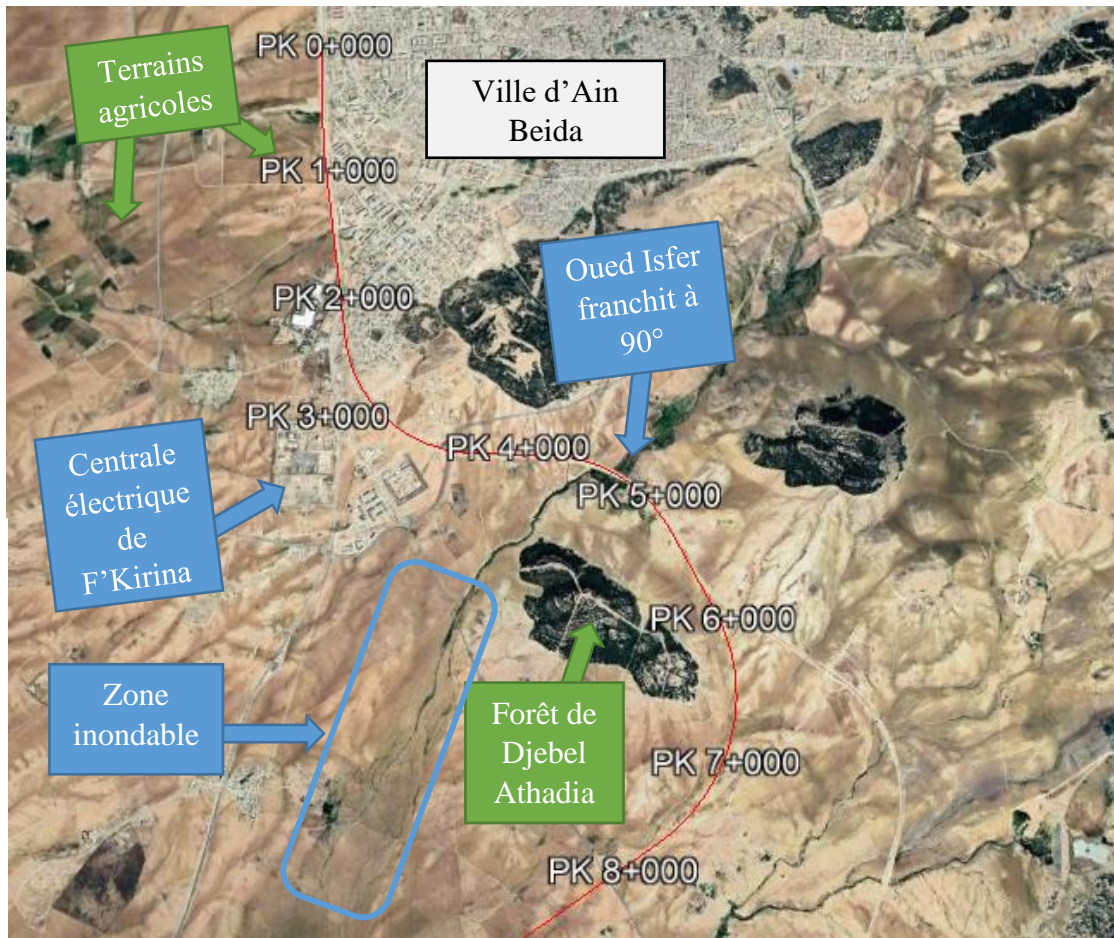 PK 0+000
Terrains
agricoles
Ville d’Ain
Beida
PK 1+000
Oued Isfer
franchit à
90°
PK 2+000
PK 3+000
PK 4+000
Centrale
électrique
de
F’Kirina
PK 5+000
PK 6+000
Zone
inondable
Forêt de
Djebel
Athadia
PK 7+000
PK 8+000